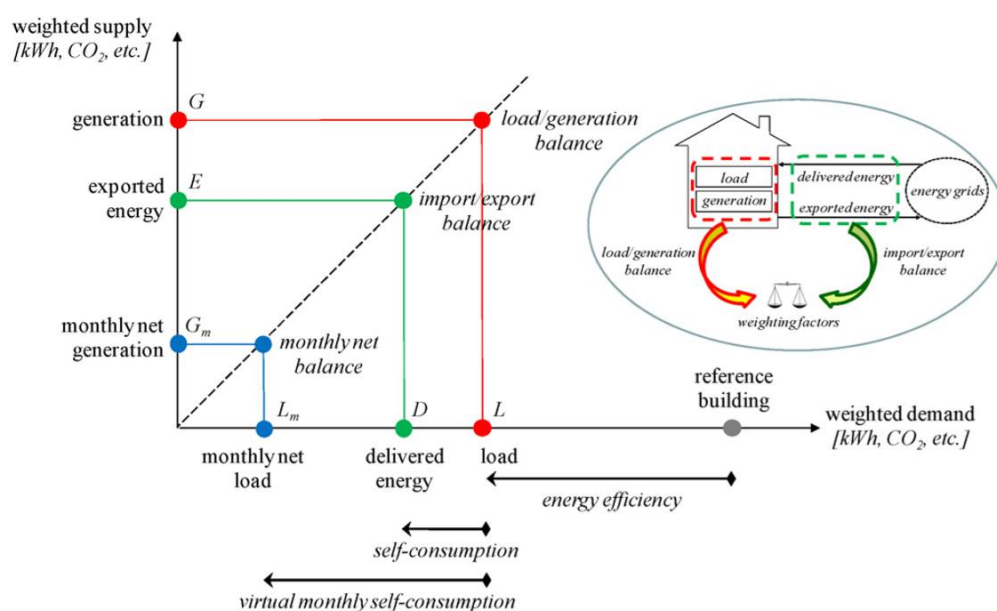 weighted supply
[kWh, CO2, etc.]
G
generation
load/generation
balance
E
exported
energy
import/export
balance
Gm
monthly net
generation
monthly net
balance
Lm
D
L
reference
building
weighted demand
[kWh, CO2, etc.]
monthly net
load
delivered
energy
load
energy efficiency
self-consumption
virtual monthly self-consumption
load
generation
delivered energy
exported energy
energy grids
load/generation
balance
import/export
balance
weighting factors